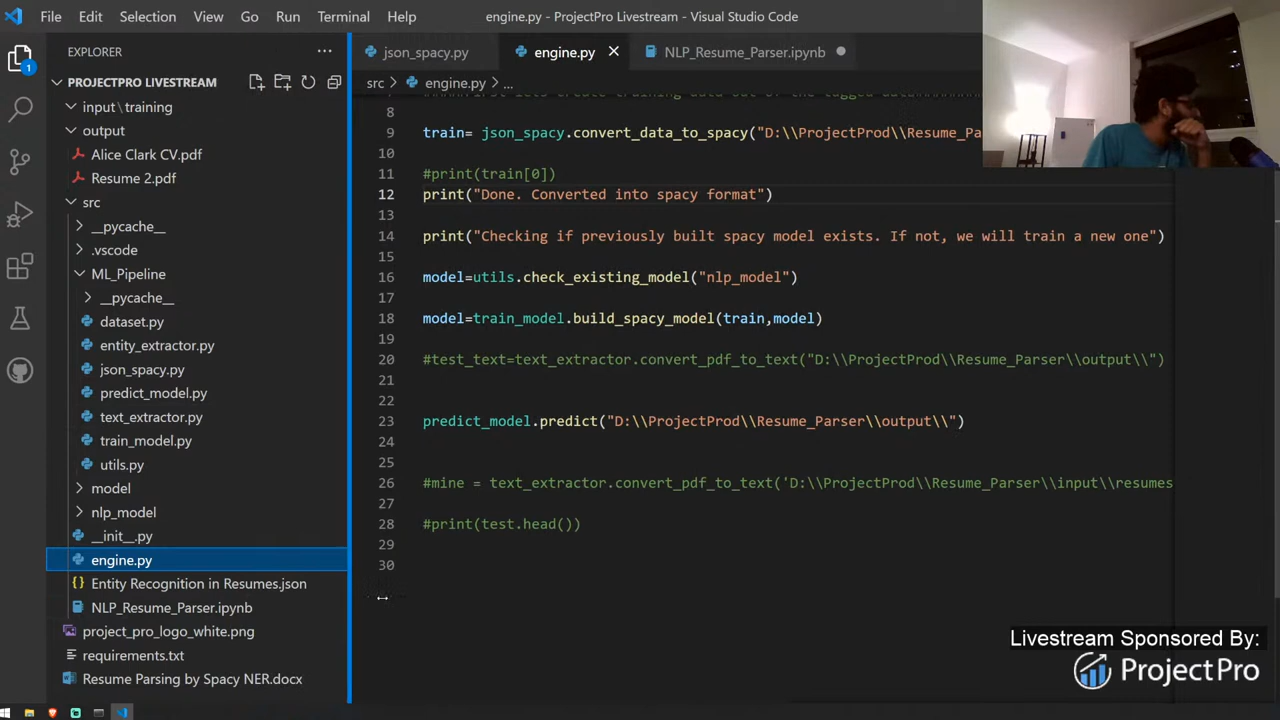 File Edit Selection View Go Run Terminal Help
engine.py - ProjectPro Livestream - Visual Studio Code
EXPLORER
PROJECTPRO LIVESTREAM
input\training
output
Alice Clark CV.pdf
Resume 2.pdf
src
__pycache__
.vscode
ML_Pipeline
__pycache__
dataset.py
entity_extractor.py
json_spacy.py
predict_model.py
text_extractor.py
train_model.py
utils.py
model
nlp_model
__init__.py
engine.py
Entity Recognition in Resumes.json
NLP_Resume_Parser.ipynb
project_pro_logo_white.png
requirements.txt
Resume Parsing by Spacy NER.docx
1
json_spacy.py engine.py NLP_Resume_Parser.ipynb
src > engine.py > ...
8
9 train= json_spacy.convert_data_to_spacy("D:\\ProjectProd\\Resume_Pa
10
11 #print(train[0])
12 print("Done. Converted into spacy format")
13
14 print("Checking if previously built spacy model exists. If not, we will train a new one")
15
16 model=utils.check_existing_model("nlp_model")
17
18 model=train_model.build_spacy_model(train,model)
19
20 #test_text=text_extractor.convert_pdf_to_text("D:\\ProjectProd\\Resume_Parser\\output\\")
21
22
23 predict_model.predict("D:\\ProjectProd\\Resume_Parser\\output\\")
24
25
26 #mine = text_extractor.convert_pdf_to_text('D:\\ProjectProd\\Resume_Parser\\input\\resumes
27
28 #print(test.head())
29
30
Livestream Sponsored By:
ProjectPro